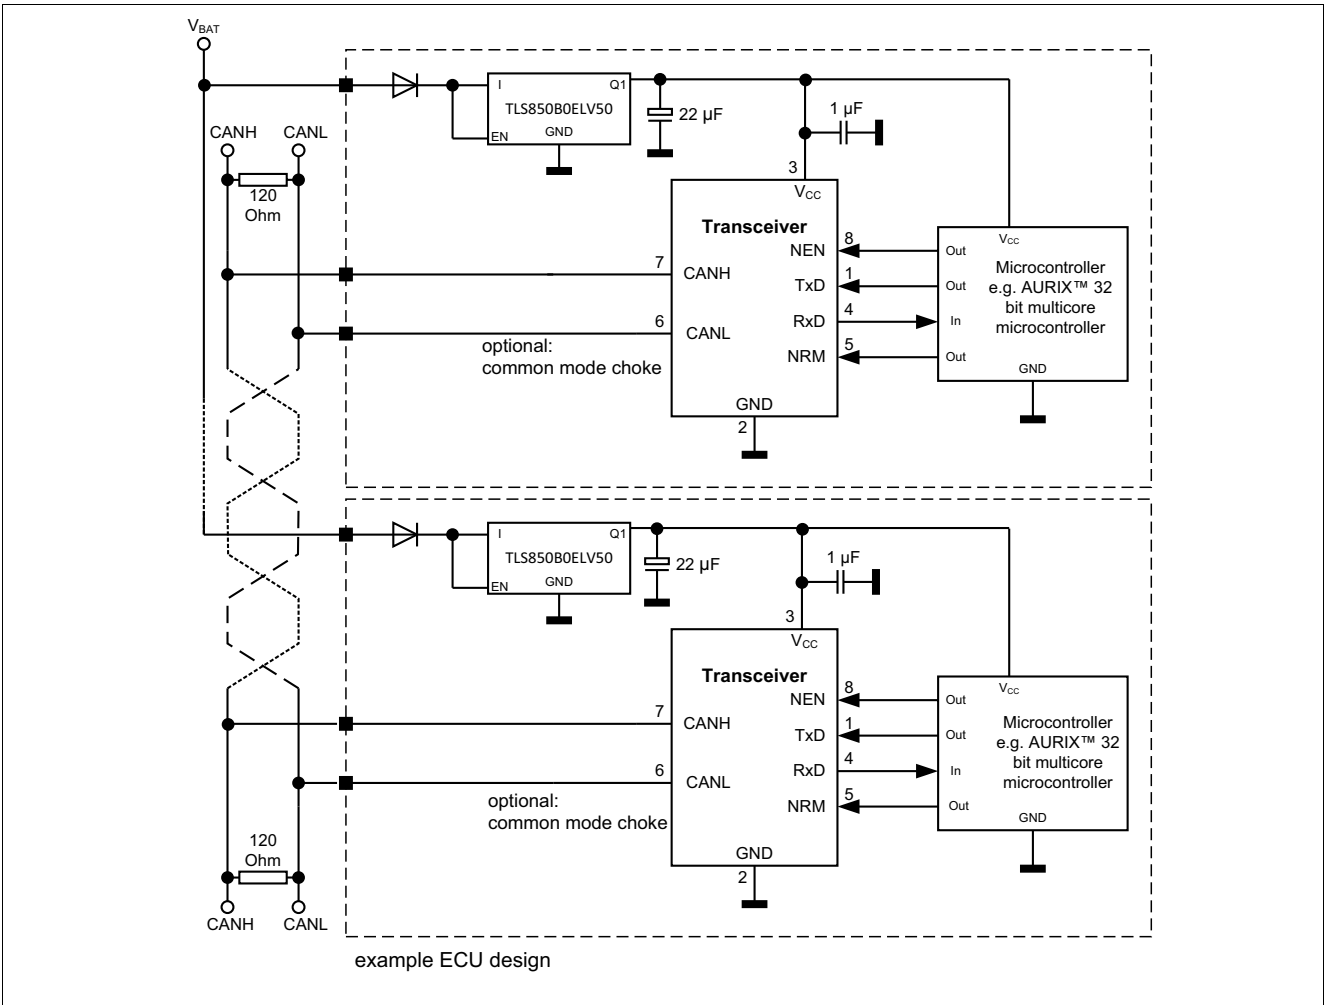 VBAT
CANH
CANL
120
Ohm
I
Q1
TLS850B0ELV50
EN
GND
22 µF
1 µF
3
VCC
Transceiver
NEN
8
TxD
1
RxD
4
NRM
5
7
CANH
6
CANL
optional:
common mode choke
GND
2
VCC
Out
Out
In
Out
Microcontroller
e.g. AURIX™ 32
bit multicore
microcontroller
GND
I
Q1
TLS850B0ELV50
EN
GND
22 µF
1 µF
3
VCC
Transceiver
NEN
8
TxD
1
RxD
4
NRM
5
7
CANH
6
CANL
optional:
common mode choke
GND
2
VCC
Out
Out
In
Out
Microcontroller
e.g. AURIX™ 32
bit multicore
microcontroller
GND
120
Ohm
CANH
CANL
example ECU design